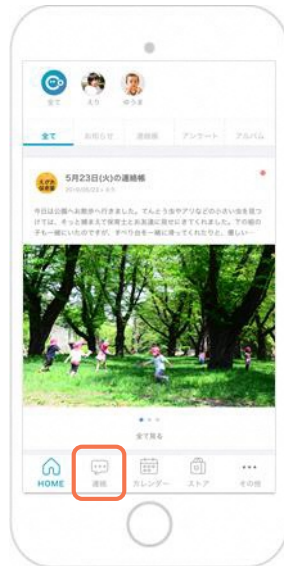 全て えり ゆうま
全て お知らせ 連絡帳 アンケート アルバム
5月23日(火)の連絡帳
今日は公園へお散歩へ行きました。てんとう虫やアリなどの小さい虫を見つ
けては、そっと捕まえて保育士とお友達に見せにきてくれました。下の組の
子も一緒にいたのですが、すべり台を一緒に滑ってくれたりと、優しい…
全て見る
HOME 連絡 カレンダー ストア その他